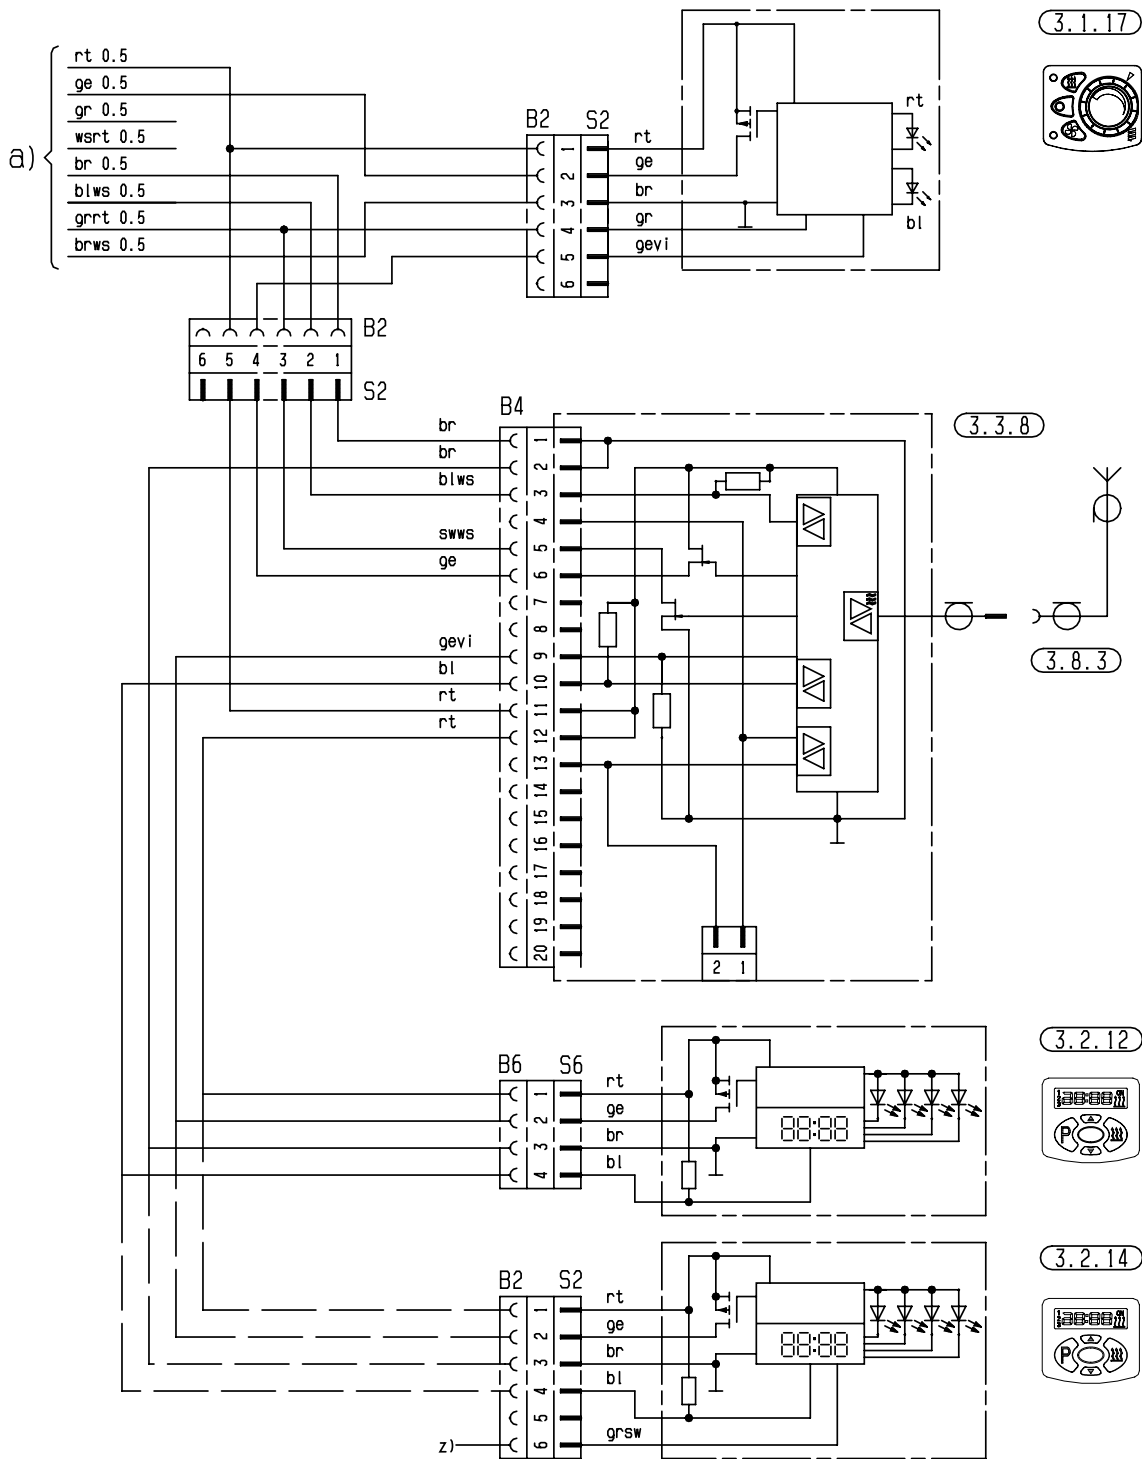 3.1.17
a)
rt 0.5
ge 0.5
gr 0.5
wsrt 0.5
br 0.5
blws 0.5
grrt 0.5
brws 0.5
B2 S2
1
2
3
4
5
6
rt
ge
br
gr
gevi
rt
bl
B2
6 5 4 3 2 1
S2
B4
br
br
blws
swws
ge
gevi
bl
rt
rt
1
2
3
4
5
6
7
8
9
10
11
12
13
14
15
16
17
18
19
20
2 1
3.3.8
3.8.3
B6 S6
1
2
3
4
rt
ge
br
bl
88:88
3.2.12
P
B2 S2
1
2
3
4
5
6
z)
rt
ge
br
bl
grsw
88:88
3.2.14
P